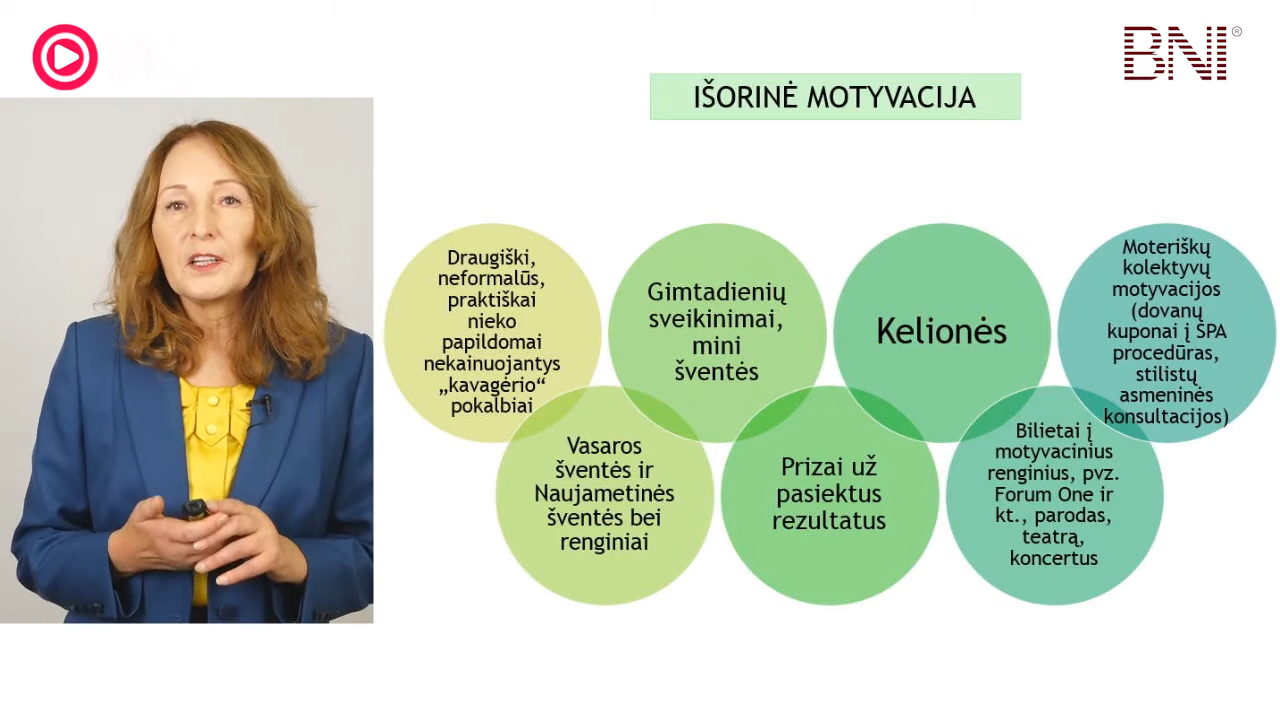 BNI®
IŠORINĖ MOTYVACIJA
Draugiški,
neformalūs,
praktiškai
nieko
papildomai
nekainuojantys
„kavagėrio“
pokalbiai
Vasaros
šventės ir
Naujametinės
šventės bei
renginiai
Gimtadienių
sveikinimai,
mini
šventės
Prizai už
pasiektus
rezultatus
Kelionės
Bilietai į
motyvacinius
renginius, pvz.
Forum One ir
kt., parodas,
teatrą,
koncertus
Moteriškų
kolektyvų
motyvacijos
(dovanų
kuponai į SPA
procedūras,
stilistų
asmeninės
konsultacijos)